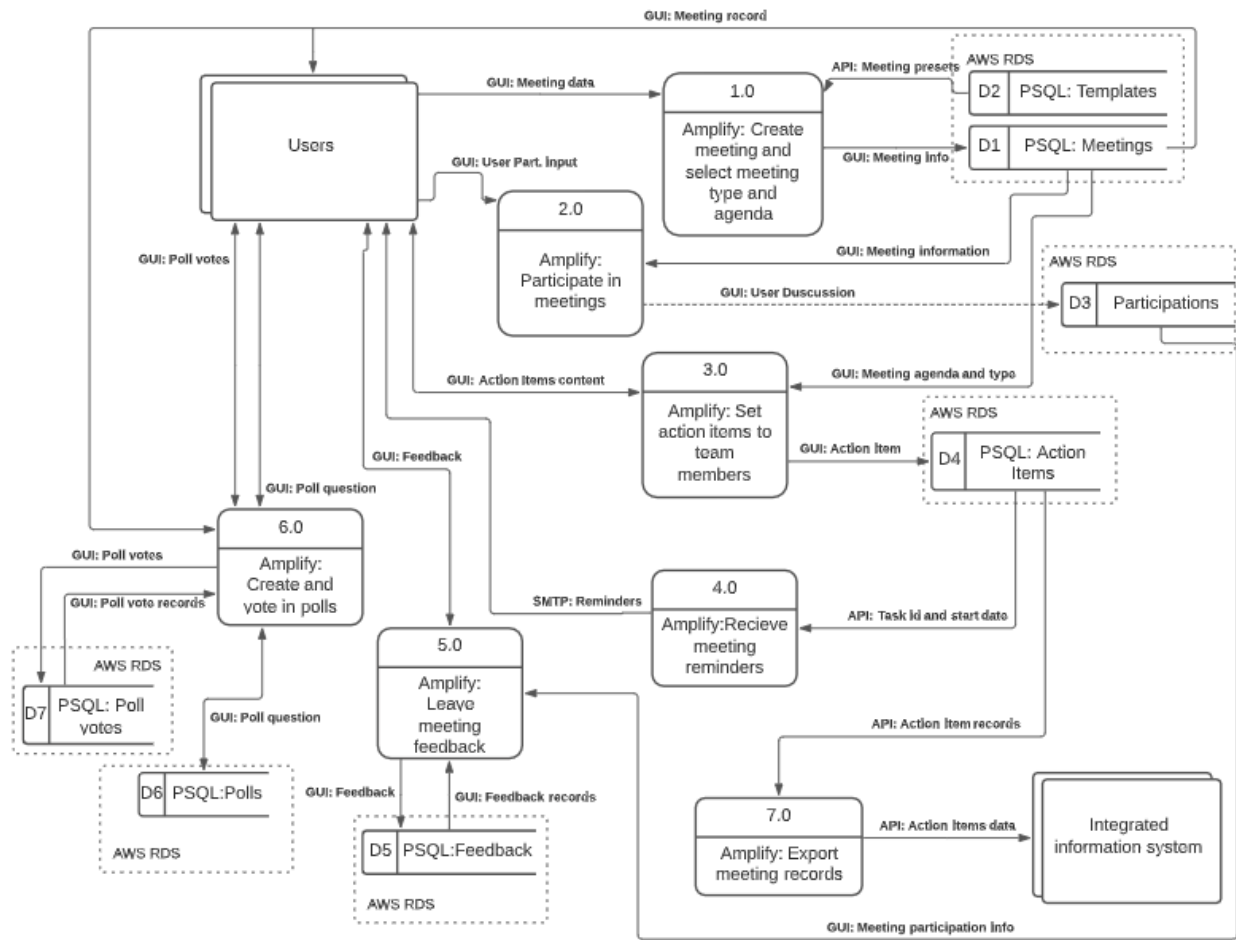 GUI: Meeting record
AWS RDS
API: Meeting presets
D2
PSQL: Templates
GUI: Meeting data
1.0
Amplify: Create
meeting and
select meeting
type and
agenda
GUI: Meeting info
D1
PSQL: Meetings
Users
GUI: User Part. input
2.0
Amplify:
Participate in
meetings
GUI: Meeting information
GUI: Poll votes
AWS RDS
GUI: User Duscussion
D3
Participations
3.0
Amplify: Set
action items to
team
members
GUI: Action Items content
GUI: Meeting agenda and type
AWS RDS
GUI: Action Item
D4
PSQL: Action
Items
GUI: Feedback
GUI: Poll question
6.0
Amplify:
Create and
vote in polls
GUI: Poll votes
GUI: Poll vote records
SMTP: Reminders
4.0
Amplify:Recieve
meeting
reminders
API: Task id and start date
5.0
Amplify:
Leave
meeting
feedback
AWS RDS
D7
PSQL: Poll
votes
GUI: Poll question
API: Action Item records
D6
PSQL:Polls
AWS RDS
GUI: Feedback
GUI: Feedback records
7.0
Amplify: Export
meeting records
API: Action Items data
Integrated
information system
D5
PSQL:Feedback
AWS RDS
GUI: Meeting participation info